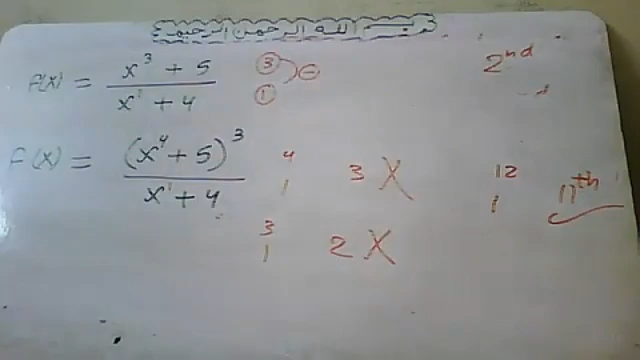 بسم الله الرحمن الرحيم
F(x) = (x³ + 5) / (x¹ + 4)
3
1
−
2nd
F(x) = (x⁴ + 5)³ / (x¹ + 4)
4
1
3 X
12
1
11th
3
1
2 X